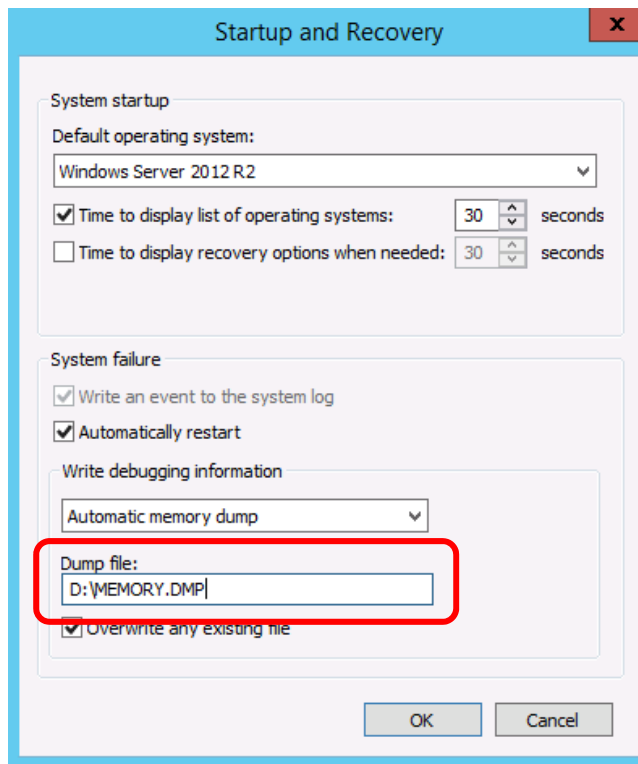 Startup and Recovery
x
System startup
Default operating system:
Windows Server 2012 R2
Time to display list of operating systems: 30 seconds
Time to display recovery options when needed: 30 seconds
System failure
Write an event to the system log
Automatically restart
Write debugging information
Automatic memory dump
Dump file:
D:\MEMORY.DMP
Overwrite any existing file
OK Cancel